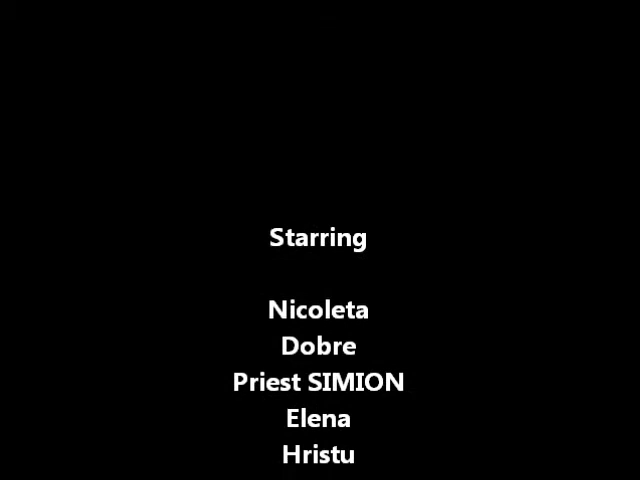 Starring
Nicoleta
Dobre
Priest SIMION
Elena
Hristu